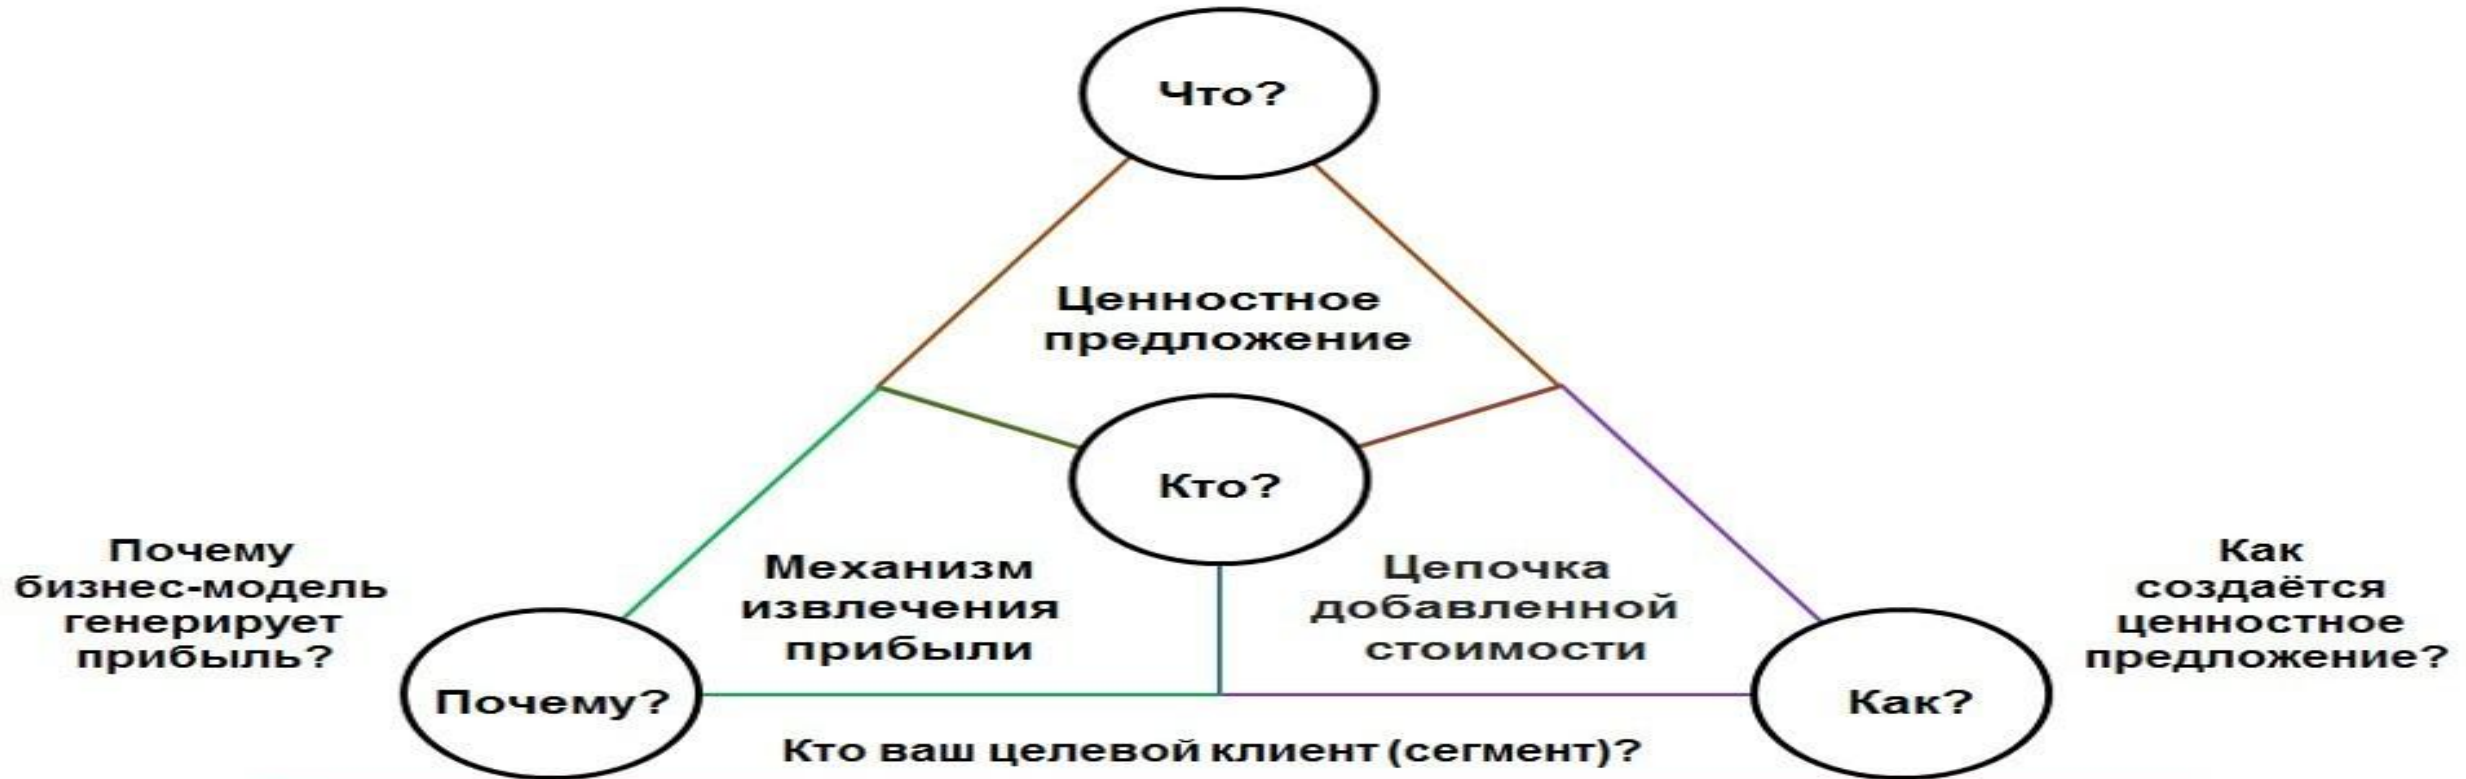 Что?
Ценностное
предложение
Кто?
Почему
бизнес-модель
генерирует
прибыль?
Механизм
извлечения
прибыли
Цепочка
добавленной
стоимости
Как
создаётся
ценностное
предложение?
Почему?
Как?
Кто ваш целевой клиент (сегмент)?